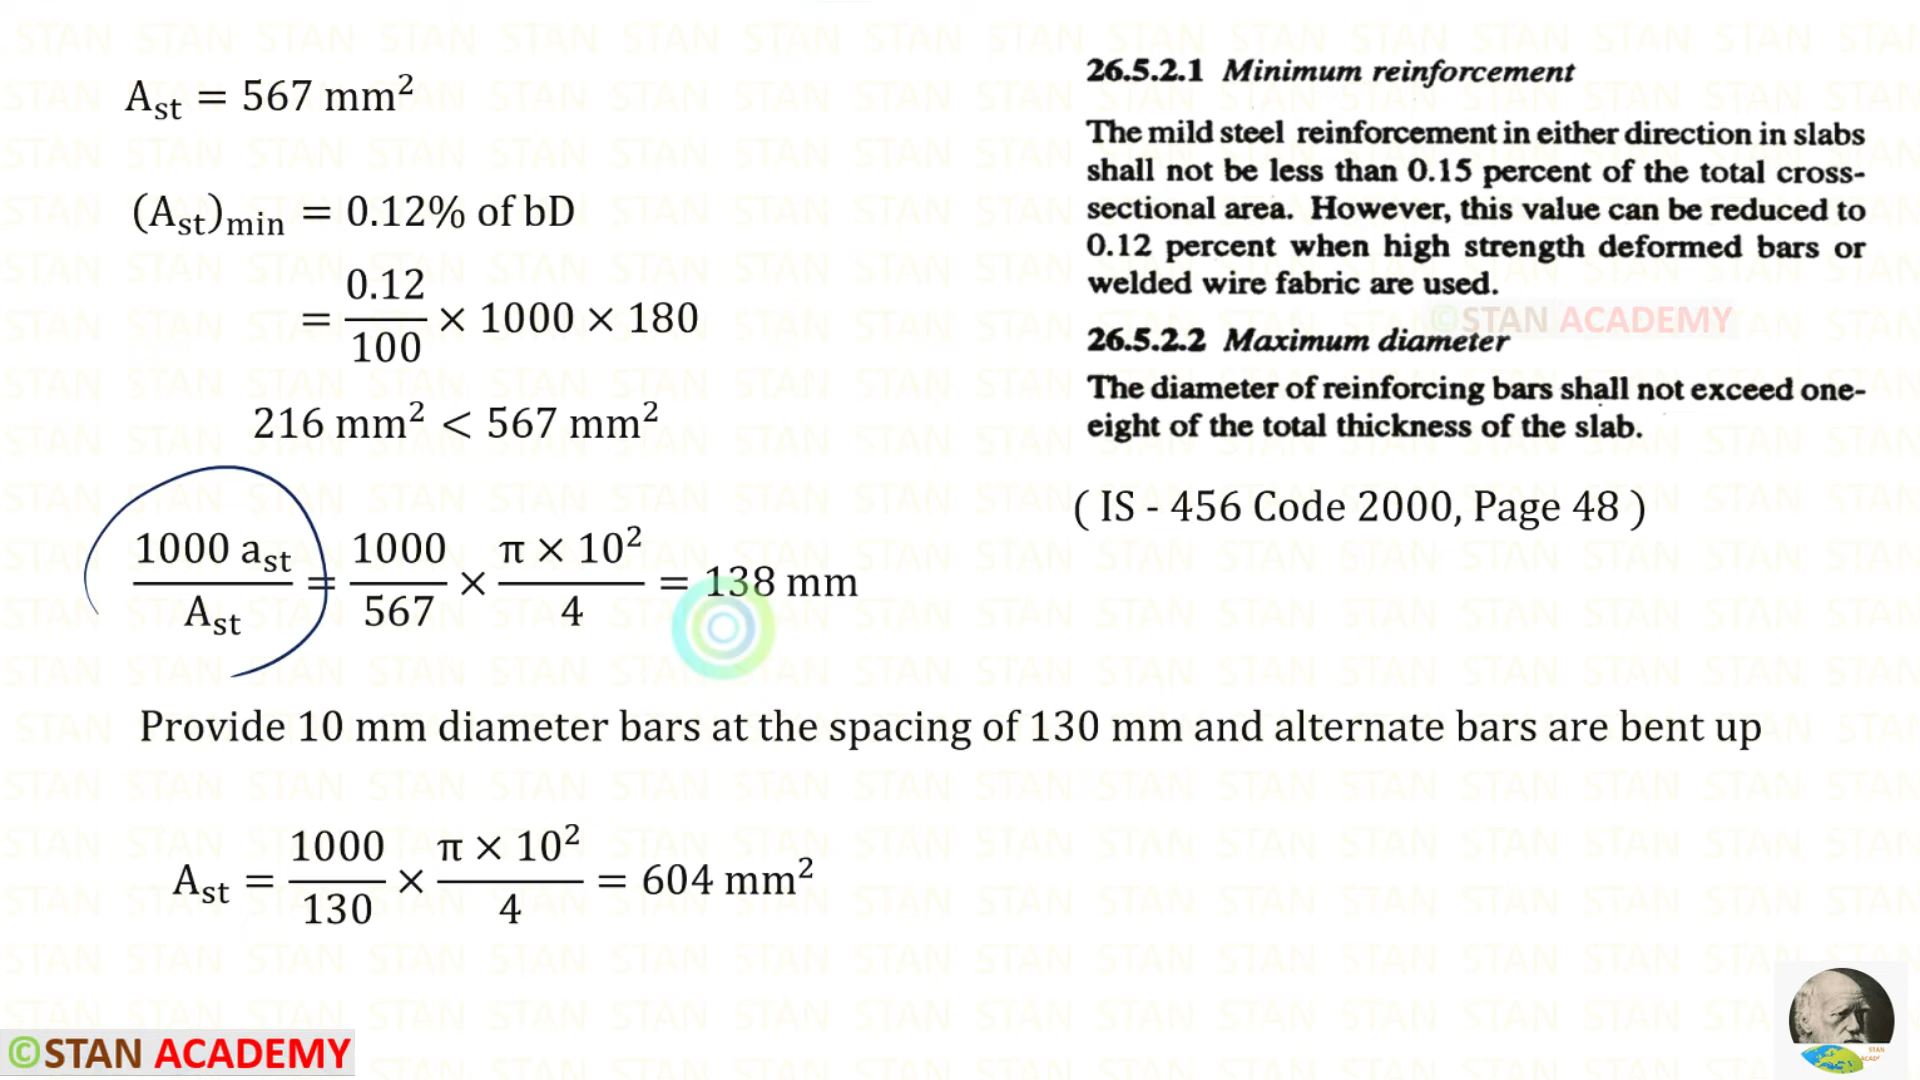 A_st = 567 mm²
(A_st)_min = 0.12% of bD
= 0.12/100 × 1000 × 180
216 mm² < 567 mm²
1000 a_st / A_st = 1000/567 × π × 10²/4 = 138 mm
Provide 10 mm diameter bars at the spacing of 130 mm and alternate bars are bent up
A_st = 1000/130 × π × 10²/4 = 604 mm²
26.5.2.1 Minimum reinforcement
The mild steel reinforcement in either direction in slabs
shall not be less than 0.15 percent of the total cross-
sectional area. However, this value can be reduced to
0.12 percent when high strength deformed bars or
welded wire fabric are used.
©STAN ACADEMY
26.5.2.2 Maximum diameter
The diameter of reinforcing bars shall not exceed one-
eight of the total thickness of the slab.
( IS - 456 Code 2000, Page 48 )
©STAN ACADEMY